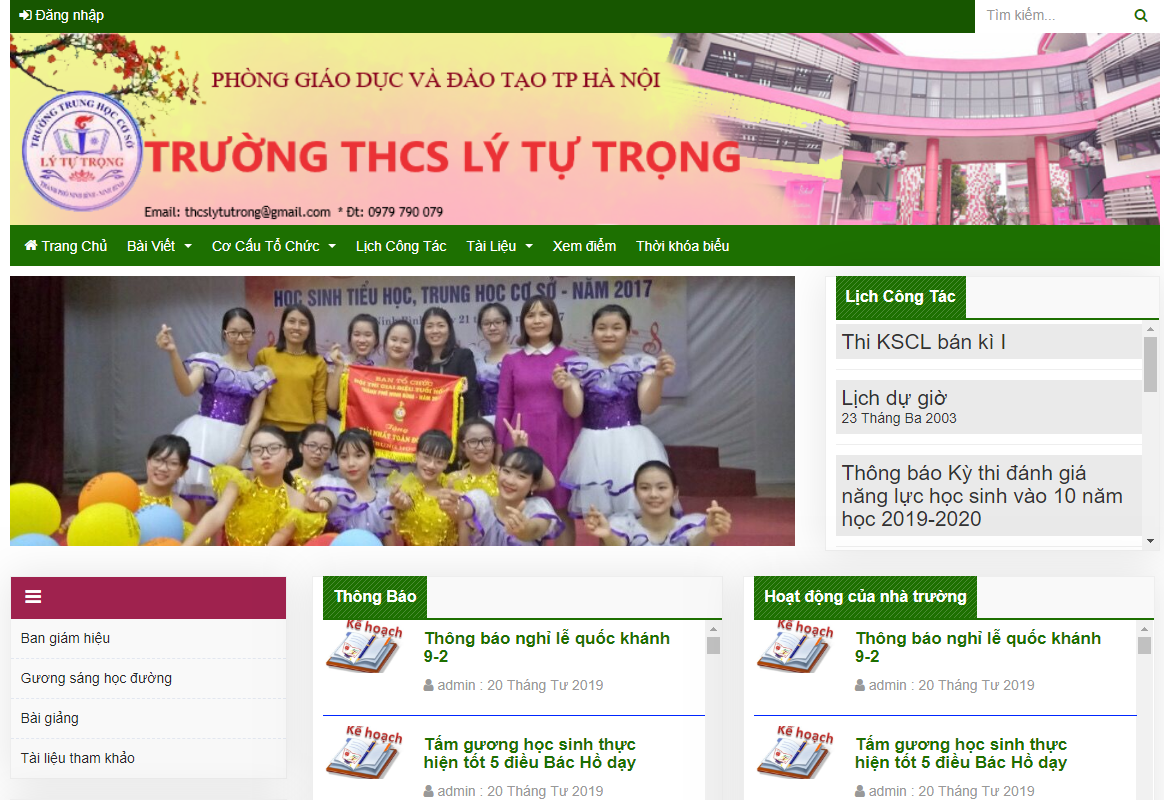 Đăng nhập
Tìm kiếm...
PHÒNG GIÁO DỤC VÀ ĐÀO TẠO TP HÀ NỘI
TRƯỜNG TRUNG HỌC CƠ SỞ
LÝ TỰ TRỌNG
THÀNH PHỐ NINH BÌNH - NINH BÌNH
TRƯỜNG THCS LÝ TỰ TRỌNG
Email: thcslytutrong@gmail.com * Đt: 0979 790 079
Trang Chủ Bài Viết Cơ Cấu Tổ Chức Lịch Công Tác Tài Liệu Xem điểm Thời khóa biểu
HỌC SINH TIỂU HỌC, TRUNG HỌC CƠ SỞ - NĂM 2017
BAN TỔ CHỨC
Tặng
Lịch Công Tác
Thi KSCL bán kì I
Lịch dự giờ
23 Tháng Ba 2003
Thông báo Kỳ thi đánh giá
năng lực học sinh vào 10 năm
học 2019-2020
Ban giám hiệu
Gương sáng học đường
Bài giảng
Tài liệu tham khảo
Thông Báo
Kế hoạch
Thông báo nghỉ lễ quốc khánh
9-2
admin : 20 Tháng Tư 2019
Kế hoạch
Tấm gương học sinh thực
hiện tốt 5 điều Bác Hồ dạy
admin : 20 Tháng Tư 2019
Hoạt động của nhà trường
Kế hoạch
Thông báo nghỉ lễ quốc khánh
9-2
admin : 20 Tháng Tư 2019
Kế hoạch
Tấm gương học sinh thực
hiện tốt 5 điều Bác Hồ dạy
admin : 20 Tháng Tư 2019